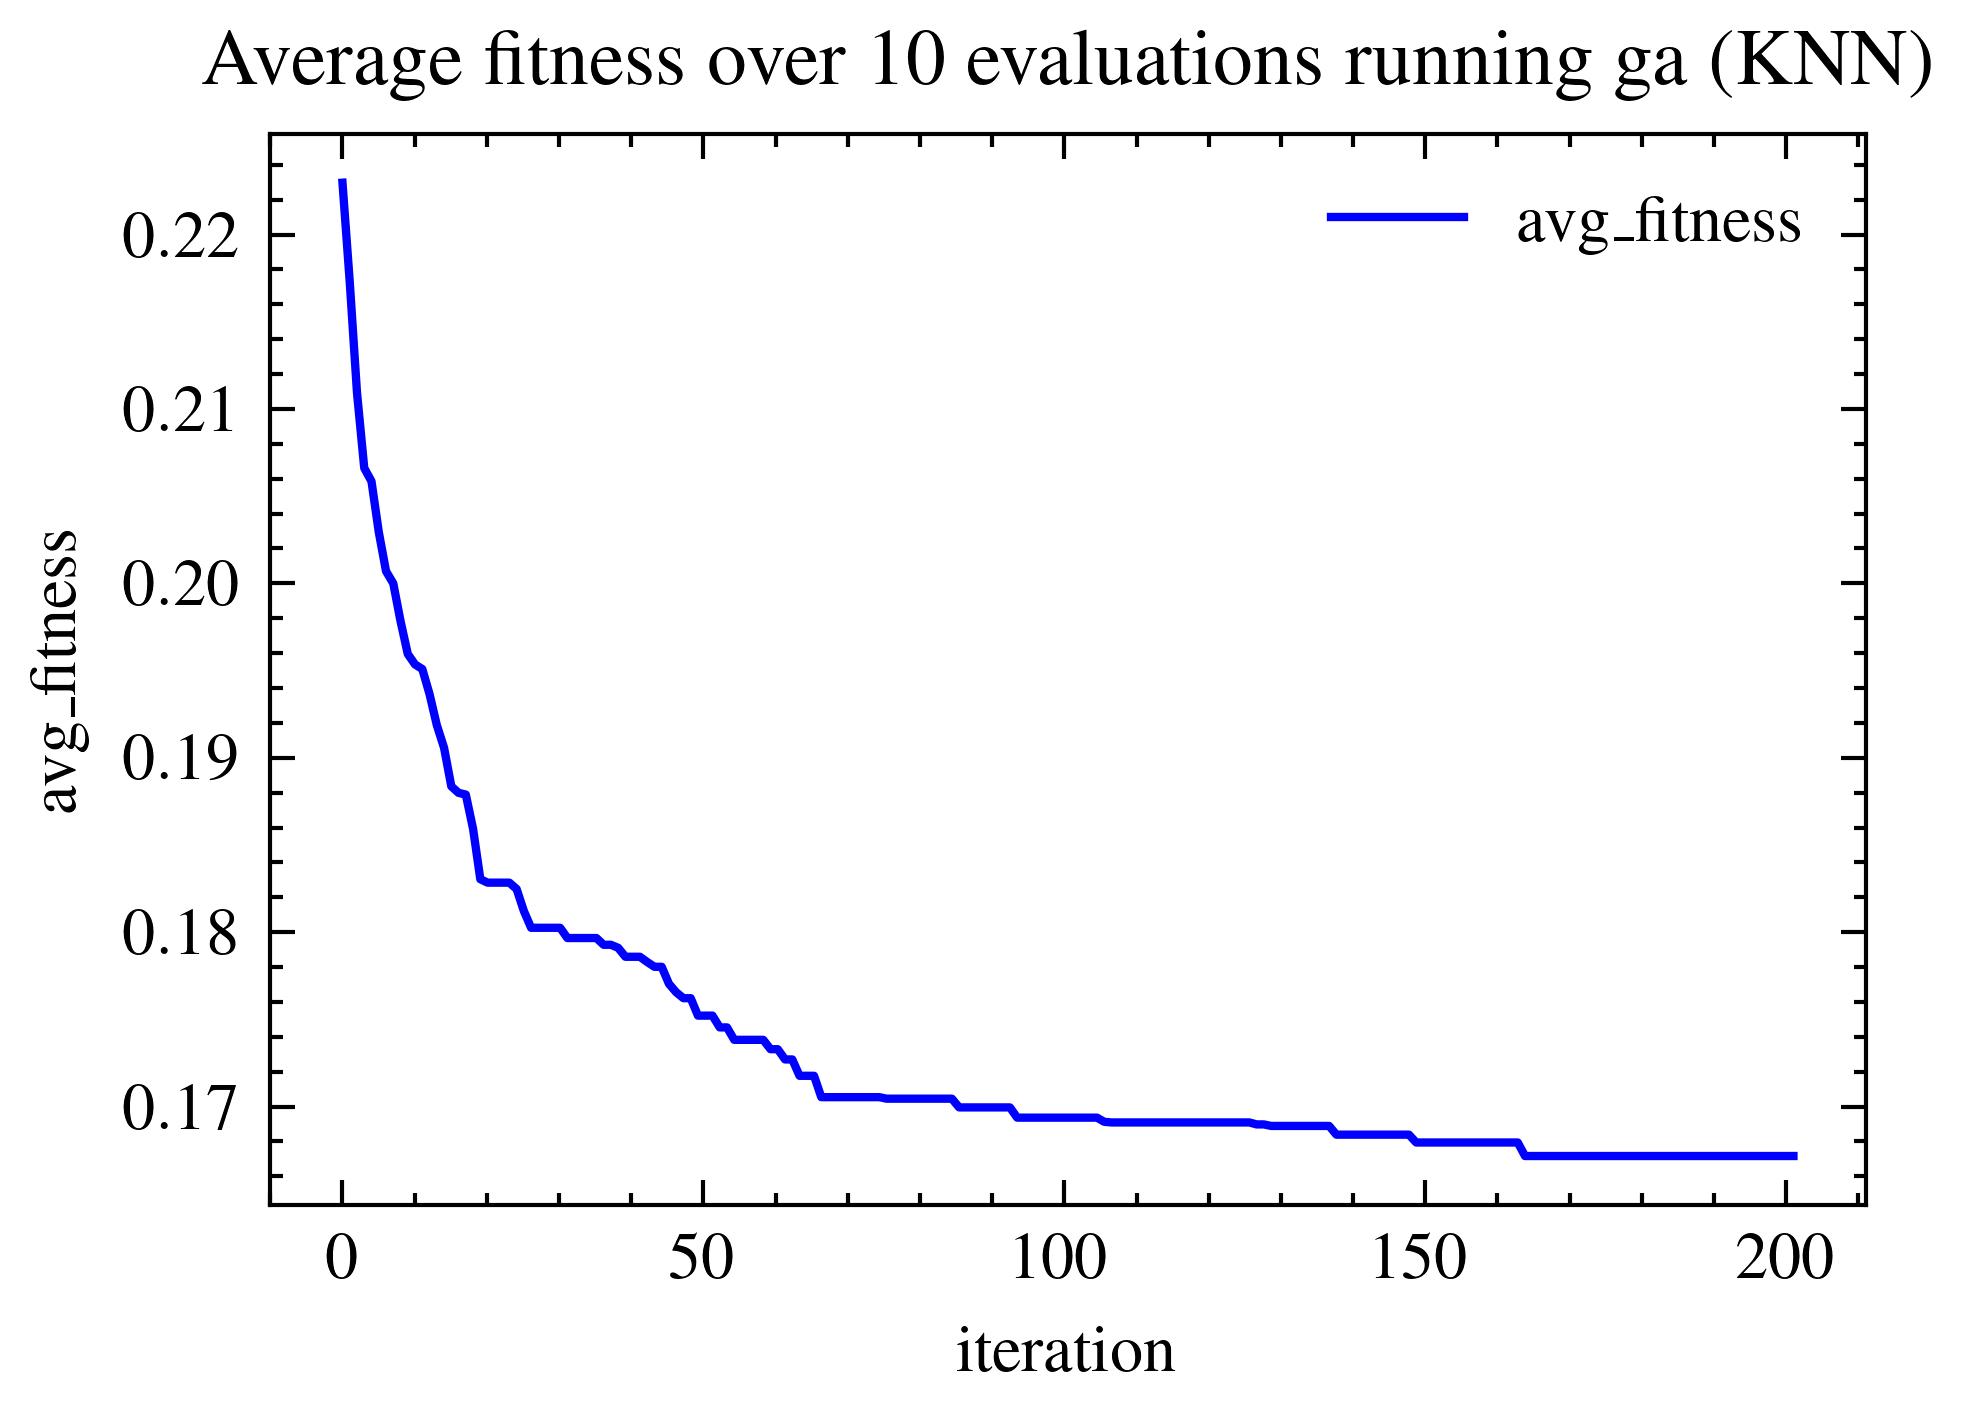 Average fitness over 10 evaluations running ga (KNN)
avg_fitness
0.22
0.21
0.20
0.19
0.18
0.17
avg_fitness
0 50 100 150 200
iteration